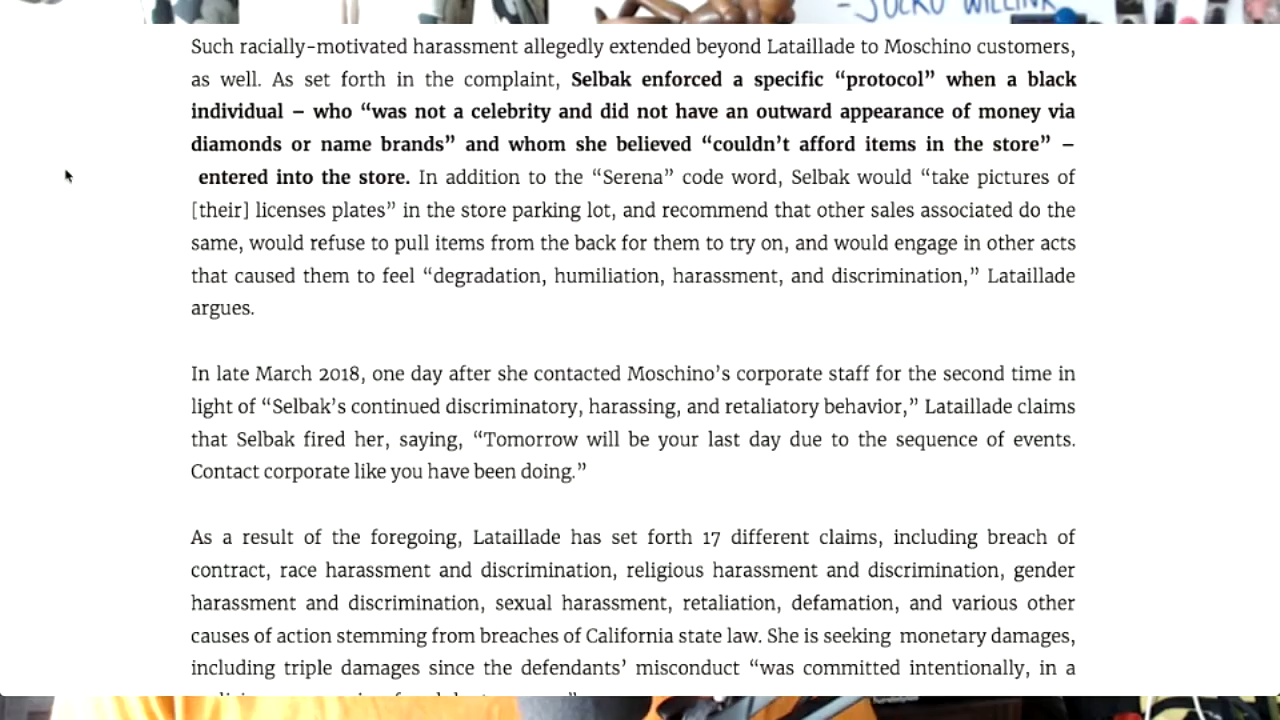 -JOCKO WILLINK
Such racially-motivated harassment allegedly extended beyond Lataillade to Moschino customers,
as well. As set forth in the complaint, Selbak enforced a specific “protocol” when a black
individual – who “was not a celebrity and did not have an outward appearance of money via
diamonds or name brands” and whom she believed “couldn’t afford items in the store” –
entered into the store. In addition to the “Serena” code word, Selbak would “take pictures of
[their] licenses plates” in the store parking lot, and recommend that other sales associated do the
same, would refuse to pull items from the back for them to try on, and would engage in other acts
that caused them to feel “degradation, humiliation, harassment, and discrimination,” Lataillade
argues.
In late March 2018, one day after she contacted Moschino’s corporate staff for the second time in
light of “Selbak’s continued discriminatory, harassing, and retaliatory behavior,” Lataillade claims
that Selbak fired her, saying, “Tomorrow will be your last day due to the sequence of events.
Contact corporate like you have been doing.”
As a result of the foregoing, Lataillade has set forth 17 different claims, including breach of
contract, race harassment and discrimination, religious harassment and discrimination, gender
harassment and discrimination, sexual harassment, retaliation, defamation, and various other
causes of action stemming from breaches of California state law. She is seeking monetary damages,
including triple damages since the defendants’ misconduct “was committed intentionally, in a